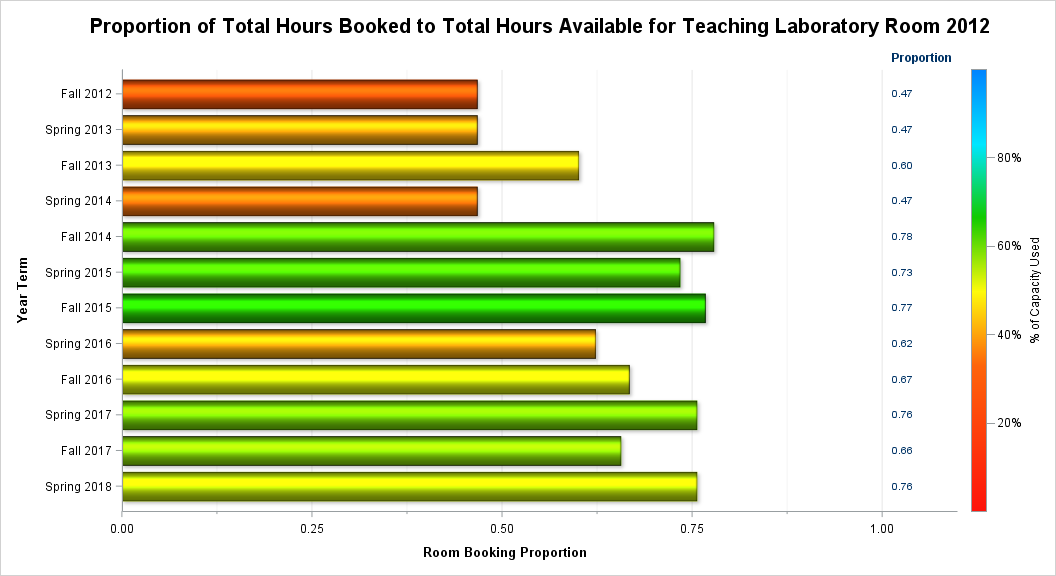 Proportion of Total Hours Booked to Total Hours Available for Teaching Laboratory Room 2012
Proportion
Fall 2012 0.47
Spring 2013 0.47
Fall 2013 0.60
Spring 2014 0.47
Fall 2014 0.78
Spring 2015 0.73
Fall 2015 0.77
Spring 2016 0.62
Fall 2016 0.67
Spring 2017 0.76
Fall 2017 0.66
Spring 2018 0.76
Year Term
0.00 0.25 0.50 0.75 1.00
Room Booking Proportion
80%
60%
40%
20%
% of Capacity Used